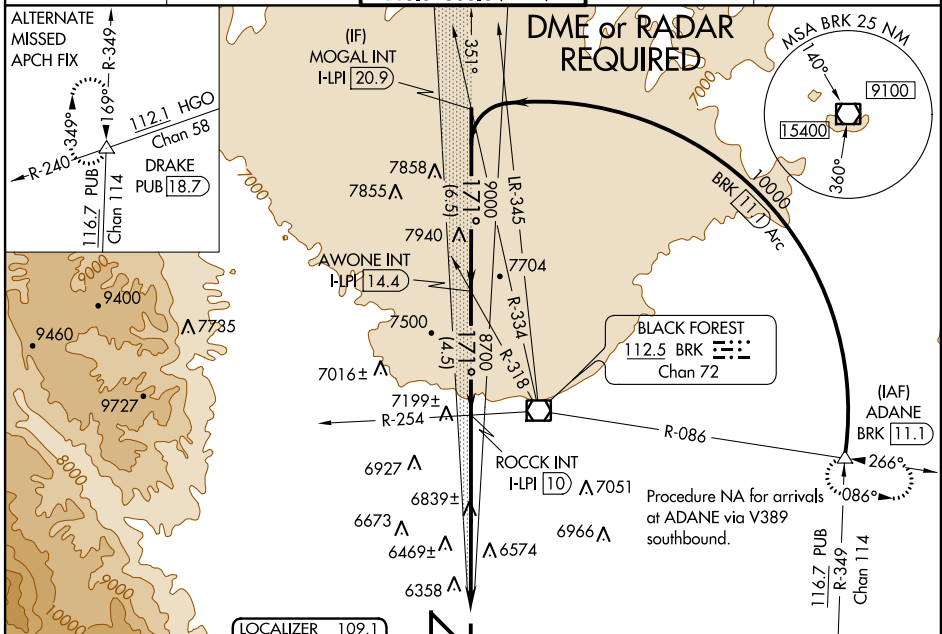 ALTERNATE
MISSED
APCH FIX
R-349
169°
349°
112.1 HGO
Chan 58
R-240
DRAKE
PUB 18.7
116.7 PUB
Chan 114
DME or RADAR
REQUIRED
(IF)
MOGAL INT
I-LPI 20.9
351°
MSA BRK 25 NM
140°
9100
15400
360°
7000
7000
10000
BRK 11.1 Arc
7858
7855
7940
171°
(6.5)
9000
LR-345
R-334
R-318
7704
AWONE INT
I-LPI 14.4
7500
171°
(4.5)
8700
9000
9400
9460
7735
9727
8000
9000
10000
7016±
7199±
R-254
BLACK FOREST
112.5 BRK
Chan 72
R-086
(IAF)
ADANE
BRK 11.1
266°
086°
ROCCK INT
I-LPI 10
6927
7051
6839±
6673
6469±
6574
6966
6358
Procedure NA for arrivals
at ADANE via V389
southbound.
116.7 PUB
R-349
Chan 114
LOCALIZER 109.1